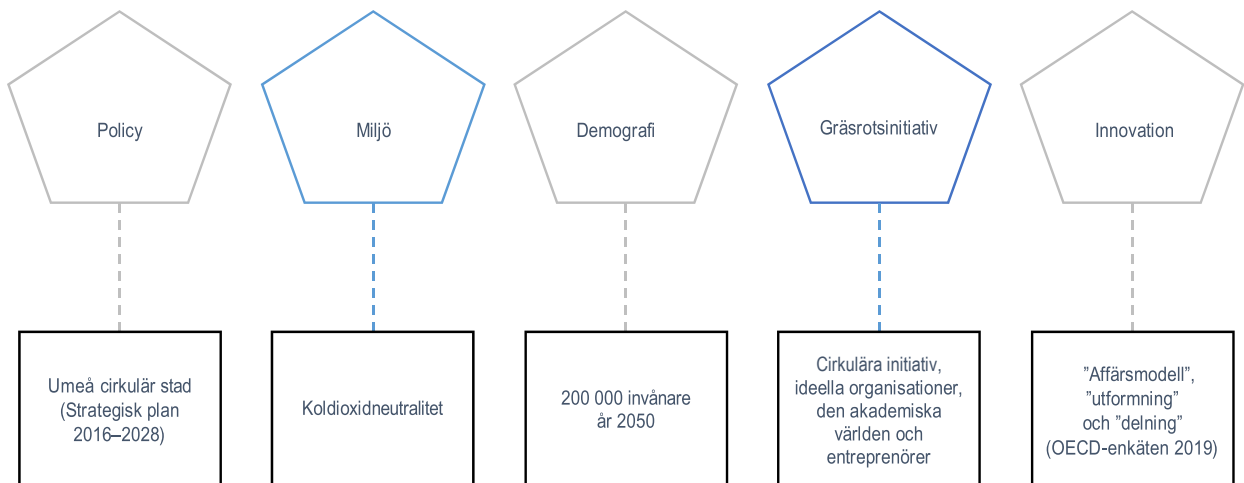 Policy
Miljö
Demografi
Gräsrotsinitiativ
Innovation
Umeå cirkulär stad
(Strategisk plan
2016–2028)
Koldioxidneutralitet
200 000 invånare
år 2050
Cirkulära initiativ,
ideella organisationer,
den akademiska
världen och
entreprenörer
”Affärsmodell”,
”utformning”
och ”delning”
(OECD-enkäten 2019)